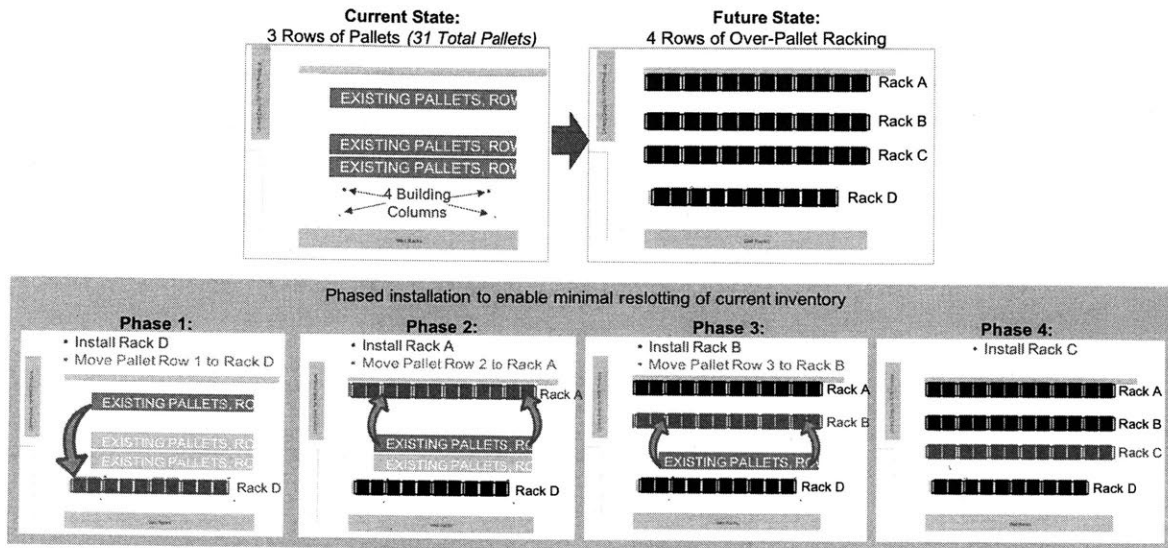 Current State:
3 Rows of Pallets (31 Total Pallets)
EXISTING PALLETS, ROW
EXISTING PALLETS, ROW
EXISTING PALLETS, ROW
4 Building
Columns
Future State:
4 Rows of Over-Pallet Racking
Rack A
Rack B
Rack C
Rack D
Phased installation to enable minimal reslotting of current inventory
Phase 1:
• Install Rack D
• Move Pallet Row 1 to Rack D
EXISTING PALLETS, RO
EXISTING PALLETS, RO
EXISTING PALLETS, RO
Rack D
Phase 2:
• Install Rack A
• Move Pallet Row 2 to Rack A
Rack A
EXISTING PALLETS, RO
EXISTING PALLETS, RO
Rack D
Phase 3:
• Install Rack B
• Move Pallet Row 3 to Rack B
Rack A
Rack B
EXISTING PALLETS, RO
Rack D
Phase 4:
• Install Rack C
Rack A
Rack B
Rack C
Rack D